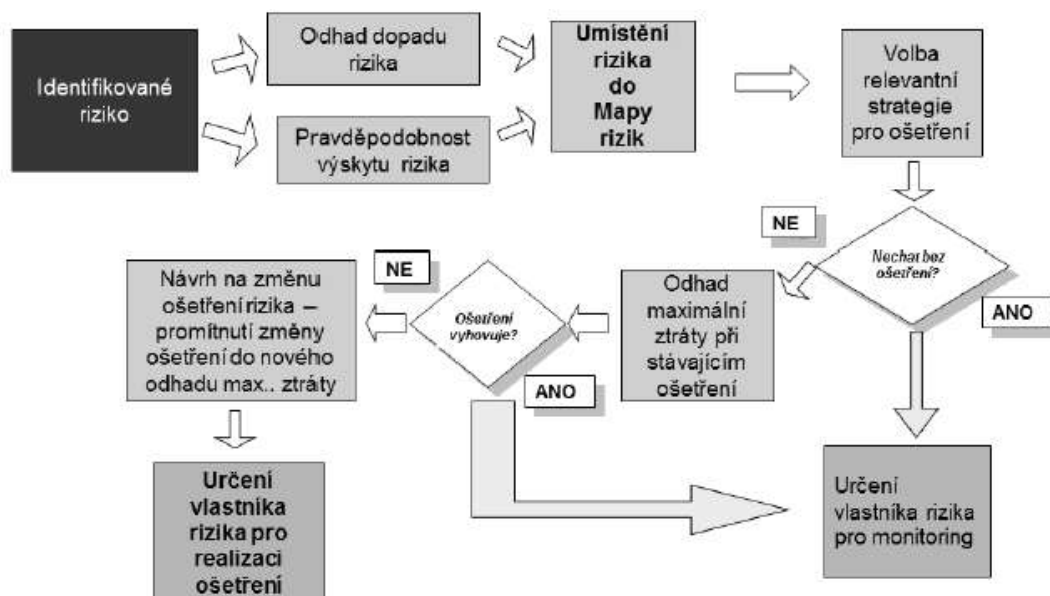 Identifikované
riziko
Odhad dopadu
rizika
Pravděpodobnost
výskytu rizika
Umístění
rizika
do
Mapy
rizik
Volba
relevantní
strategie
pro ošetření
Nechat bez
ošetření?
NE
ANO
Odhad
maximální
ztráty při
stávajícím
ošetření
Ošetření
vyhovuje?
NE
ANO
Návrh na změnu
ošetření rizika –
promítnutí změny
ošetření do nového
odhadu max.. ztráty
Určení
vlastníka
rizika pro
realizaci
ošetření
Určení
vlastníka rizika
pro monitoring